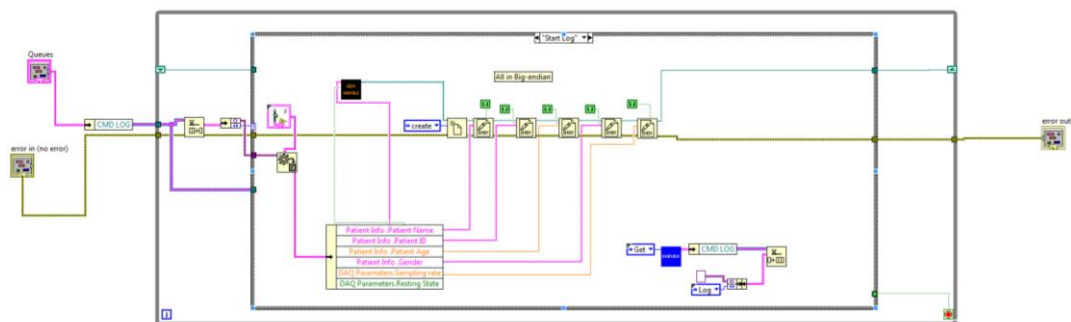 "Start Log"
Queues
All in Big-endian
CMD LOG
create
error in (no error)
error out
Patient Info .Patient Name
Patient Info .Patient ID
Patient Info .Patient Age
Patient Info .Gender
DAQ Parameters.Sampling rate
DAQ Parameters.Resting State
Get
CMD LOG
Log
i